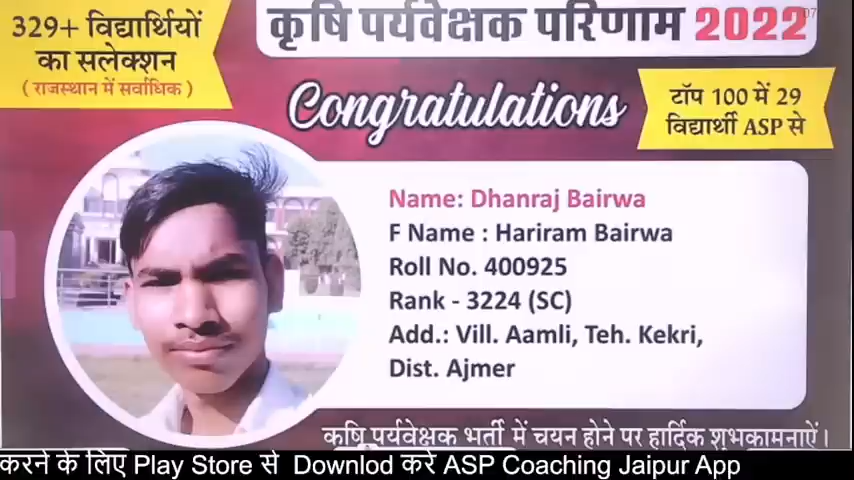 329+ विद्यार्थियों
का सलेक्शन
( राजस्थान में सर्वाधिक )
कृषि पर्यवेक्षक परिणाम 2022
07
Congratulations
टॉप 100 में 29
विद्यार्थी ASP से
Name: Dhanraj Bairwa
F Name : Hariram Bairwa
Roll No. 400925
Rank - 3224 (SC)
Add.: Vill. Aamli, Teh. Kekri,
Dist. Ajmer
कृषि पर्यवेक्षक भर्ती में चयन होने पर हार्दिक शुभकामनाऐं।
करने के लिए Play Store से Downlod करे ASP Coaching Jaipur App